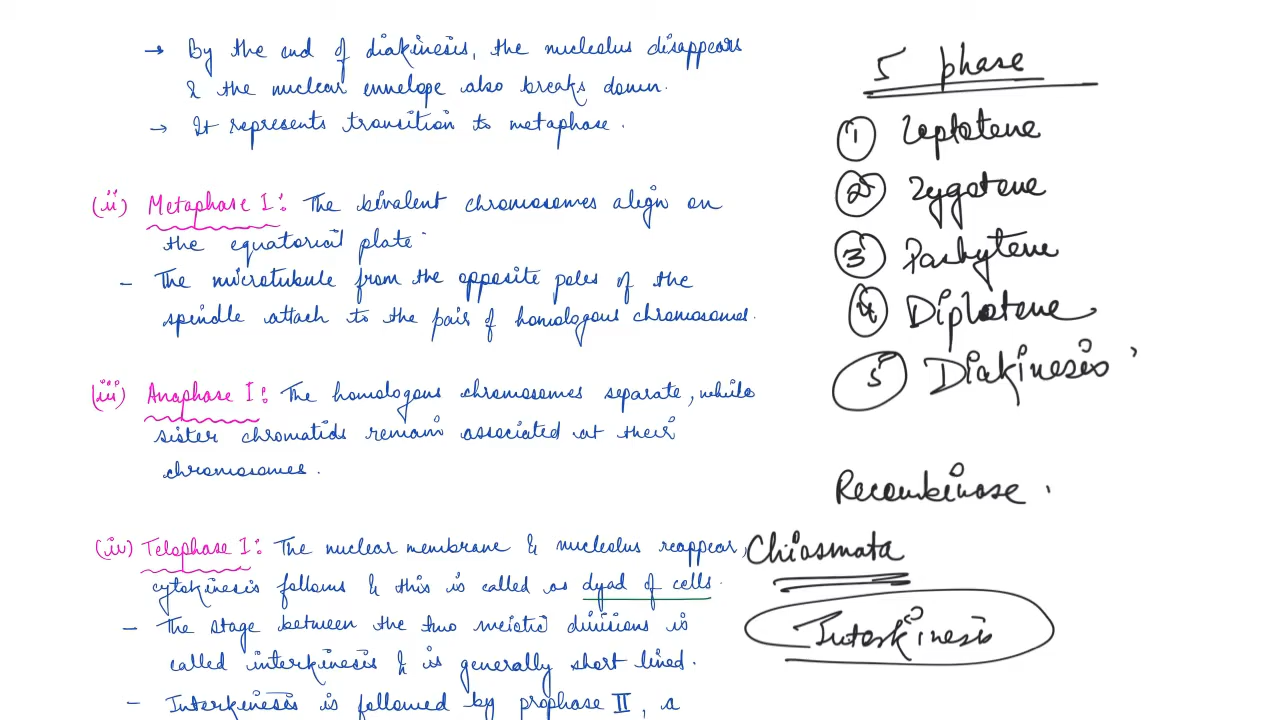 → By the end of diakinesis, the nucleolus disappears
& the nuclear envelope also breaks down.
→ It represents transition to metaphase.
(ii) Metaphase I: The bivalent chromosomes align on
the equatorial plate
- The microtubule from the opposite poles of the
spindle attach to the pair of homologous chromosomes.
(iii) Anaphase I: The homologous chromosomes separate, while
sister chromatids remain associated at their
chromosomes.
(iv) Telophase I: The nuclear membrane & nucleolus reappear,
cytokinesis follows & this is called as dyad of cells.
- The stage between the two meiotic divisions is
called interkinesis & is generally short lined.
- Interkinesis is followed by prophase II, a
5 phase
① Leptotene
② Zygotene
③ Pachytene
④ Diplotene
⑤ Diakinesis
Recombinase.
Chiasmata
Interkinesis